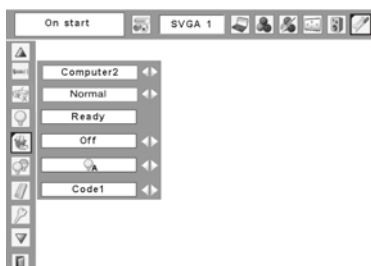 On start
SVGA 1
Computer2
Normal
Ready
Off
A
Code1